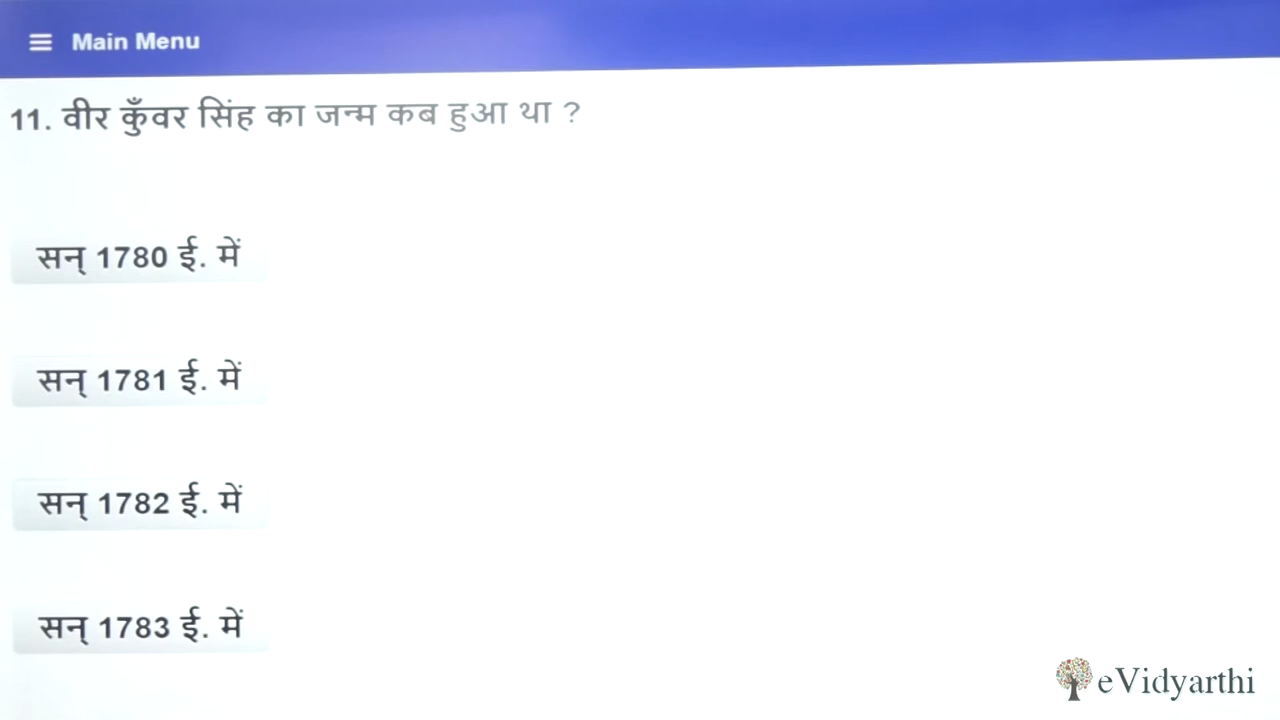 Main Menu
11. वीर कुँवर सिंह का जन्म कब हुआ था ?
सन् 1780 ई. में
सन् 1781 ई. में
सन् 1782 ई. में
सन् 1783 ई. में
eVidyarthi